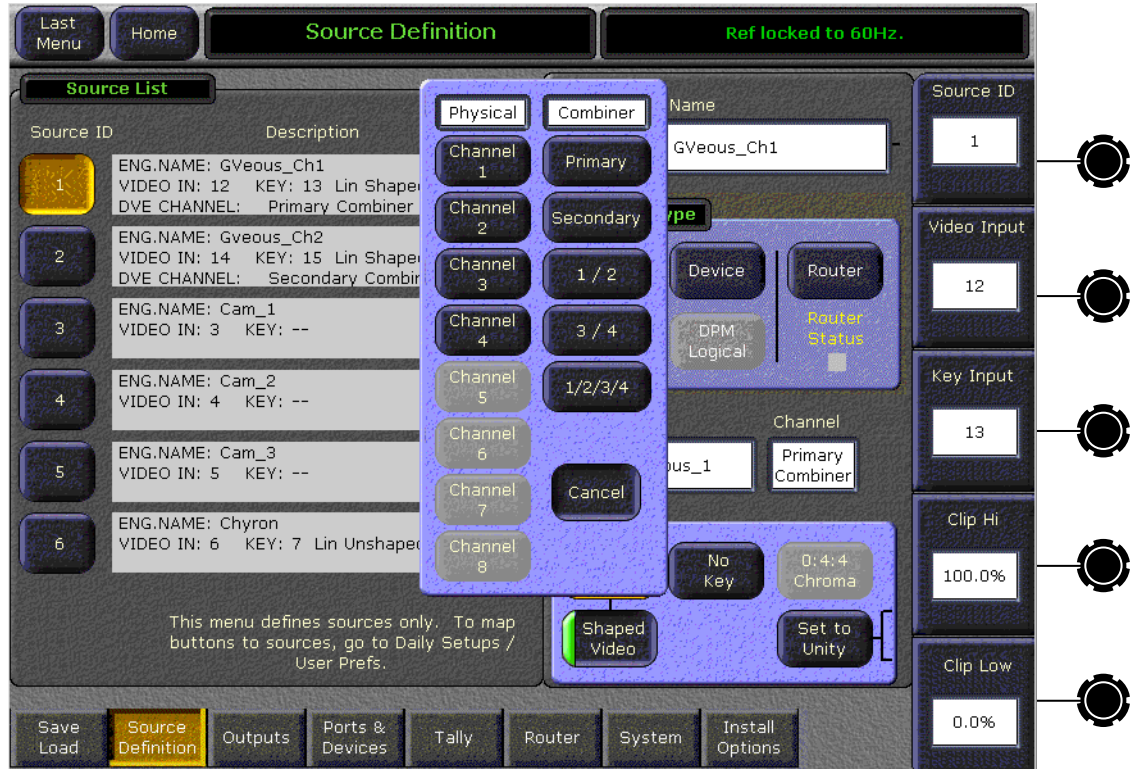 Last
Menu
Home
Source Definition
Ref locked to 60Hz.
Source List
Source ID
Description
1
ENG.NAME: GVeous_Ch1
VIDEO IN: 12 KEY: 13 Lin Shaped
DVE CHANNEL: Primary Combiner
2
ENG.NAME: Gveous_Ch2
VIDEO IN: 14 KEY: 15 Lin Shaped
DVE CHANNEL: Secondary Combin
3
ENG.NAME: Cam_1
VIDEO IN: 3 KEY: --
4
ENG.NAME: Cam_2
VIDEO IN: 4 KEY: --
5
ENG.NAME: Cam_3
VIDEO IN: 5 KEY: --
6
ENG.NAME: Chyron
VIDEO IN: 6 KEY: 7 Lin Unshaped
This menu defines sources only. To map
buttons to sources, go to Daily Setups /
User Prefs.
Physical
Channel
1
Channel
2
Channel
3
Channel
4
Channel
5
Channel
6
Channel
7
Channel
8
Combiner
Primary
Secondary
1 / 2
3 / 4
1/2/3/4
Cancel
Name
GVeous_Ch1
ype
Device
Router
DPM
Logical
Router
Status
Channel
ous_1
Primary
Combiner
No
Key
0:4:4
Chroma
Shaped
Video
Set to
Unity
Source ID
1
Video Input
12
Key Input
13
Clip Hi
100.0%
Clip Low
0.0%
Save
Load
Source
Definition
Outputs
Ports &
Devices
Tally
Router
System
Install
Options